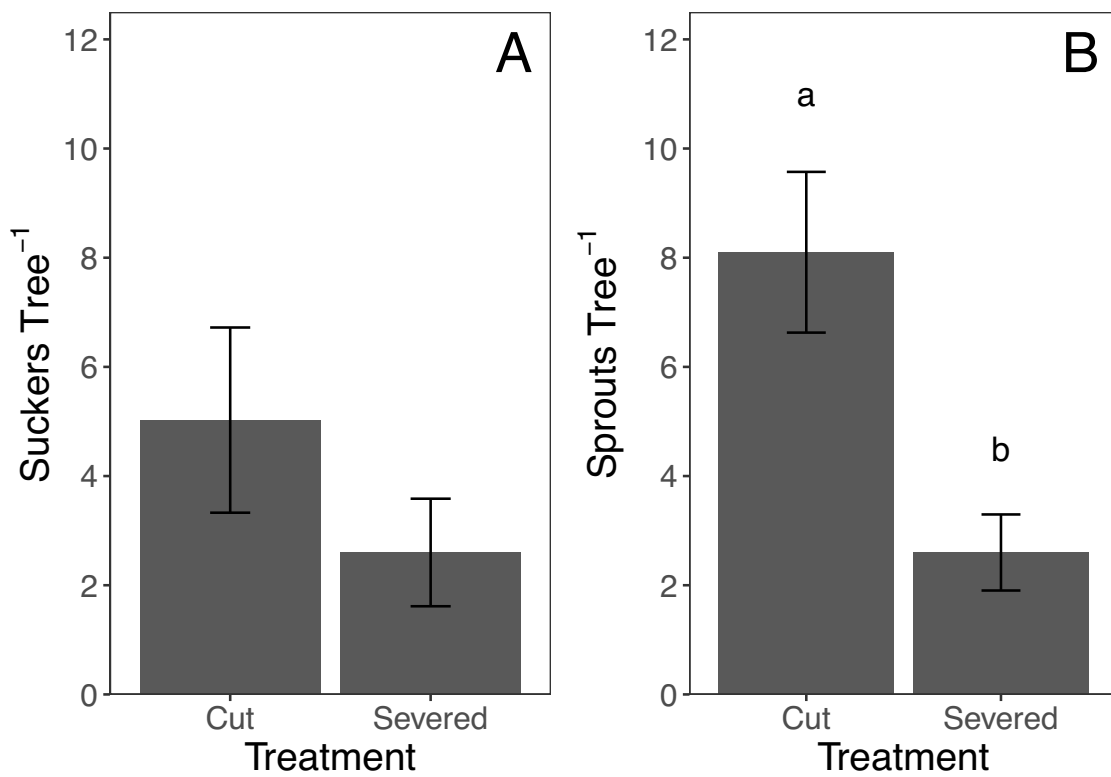 A
12
10
8
6
4
2
0
Suckers Tree⁻¹
Cut Severed
Treatment
B
12
10
8
6
4
2
0
Sprouts Tree⁻¹
a
b
Cut Severed
Treatment